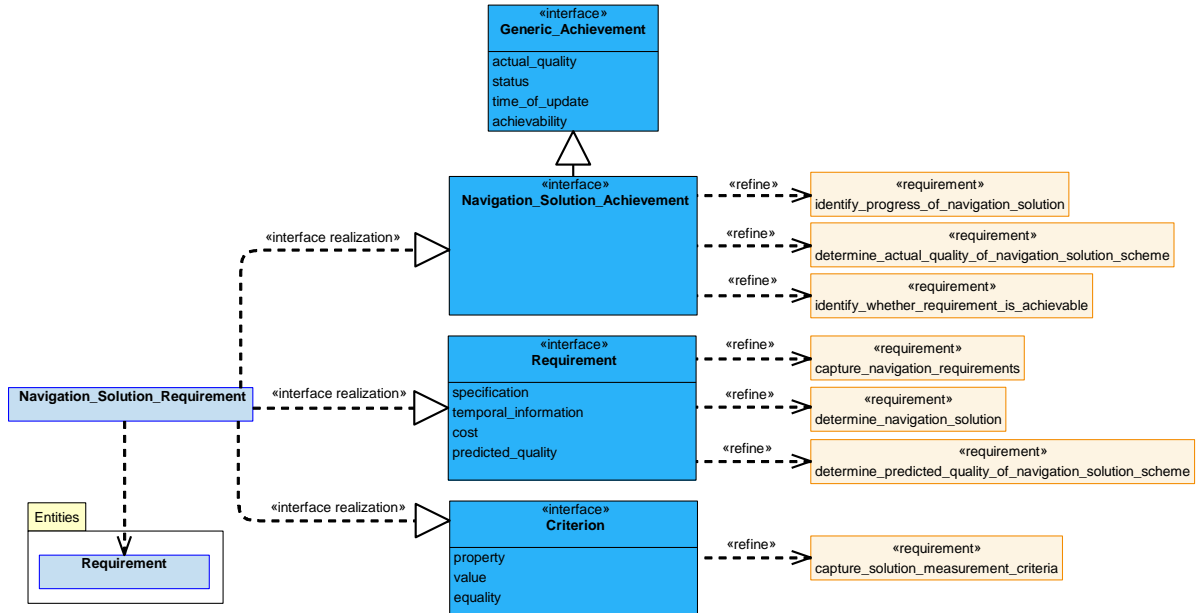 «interface»
Generic_Achievement
actual_quality
status
time_of_update
achievability
«interface»
Navigation_Solution_Achievement
«refine»
«requirement»
identify_progress_of_navigation_solution
«refine»
«requirement»
determine_actual_quality_of_navigation_solution_scheme
«refine»
«requirement»
identify_whether_requirement_is_achievable
«interface realization»
«interface»
Requirement
specification
temporal_information
cost
predicted_quality
«refine»
«requirement»
capture_navigation_requirements
«refine»
«requirement»
determine_navigation_solution
«refine»
«requirement»
determine_predicted_quality_of_navigation_solution_scheme
Navigation_Solution_Requirement
«interface realization»
«interface realization»
«interface»
Criterion
property
value
equality
«refine»
«requirement»
capture_solution_measurement_criteria
Entities
Requirement